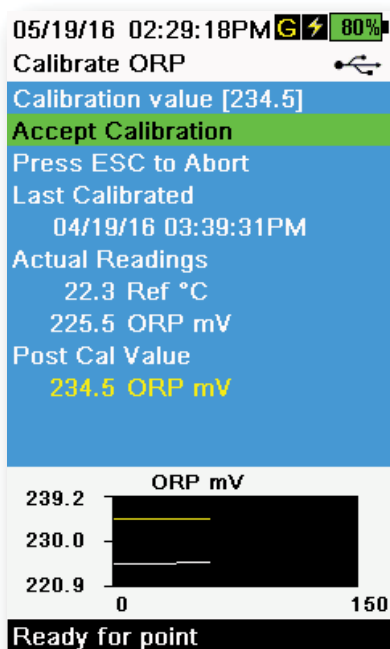 05/19/16 02:29:18PM G 80%
Calibrate ORP
Calibration value [234.5]
Accept Calibration
Press ESC to Abort
Last Calibrated
04/19/16 03:39:31PM
Actual Readings
22.3 Ref °C
225.5 ORP mV
Post Cal Value
234.5 ORP mV
ORP mV
239.2
230.0
220.9
0 150
Ready for point